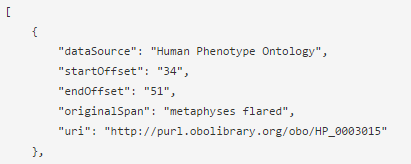 [
{
"dataSource": "Human Phenotype Ontology",
"startOffset": "34",
"endOffset": "51",
"originalSpan": "metaphyses flared",
"uri": "http://purl.obolibrary.org/obo/HP_0003015"
},